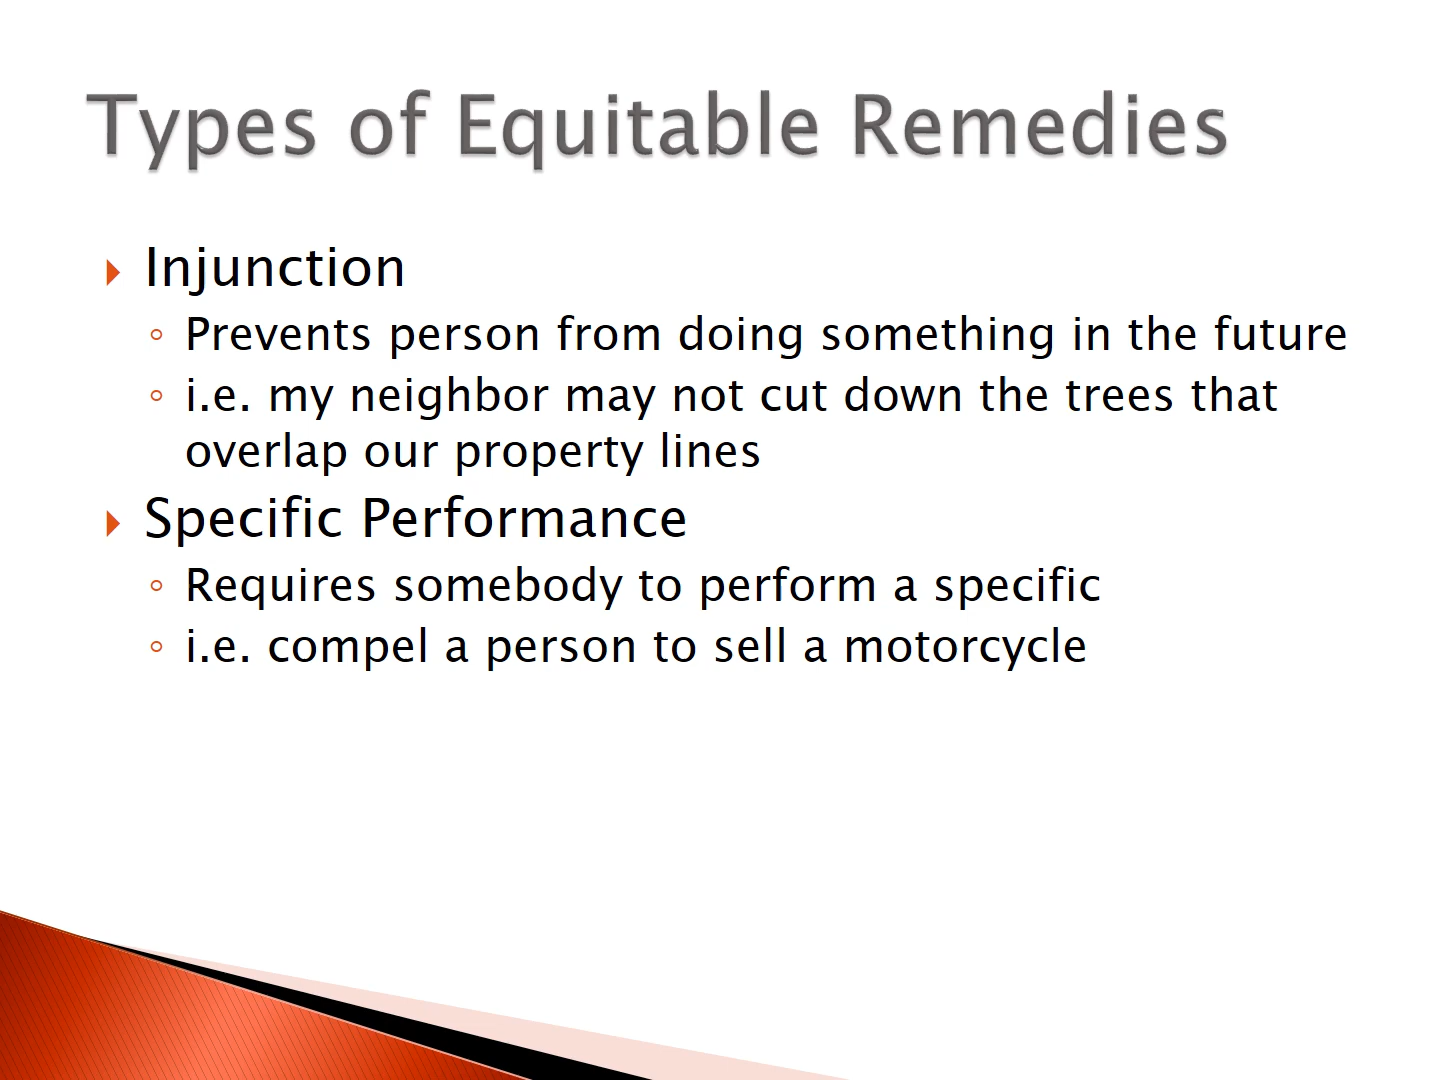 Types of Equitable Remedies
Injunction
Prevents person from doing something in the future
i.e. my neighbor may not cut down the trees that
overlap our property lines
Specific Performance
Requires somebody to perform a specific
i.e. compel a person to sell a motorcycle